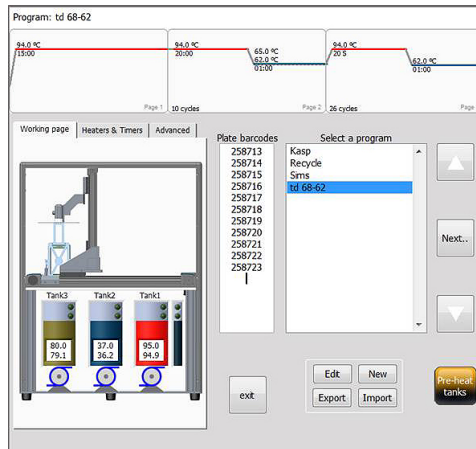 Program: td 68-62
94.0 ºC
15:00
Page 1
94.0 ºC
20:00
65.0 ºC
62.0 ºC
01:00
10 cycles
Page 2
94.0 ºC
20 S
62.0 ºC
01:00
26 cycles
Page
Working page
Heaters & Timers
Advanced
Plate barcodes
258713
258714
258715
258716
258717
258718
258719
258720
258721
258722
258723
Select a program
Kasp
Recycle
Sims
td 68-62
Next..
Tank3
Tank2
Tank1
80.0
79.1
37.0
36.2
95.0
94.9
exit
Edit
New
Export
Import
Pre-heat
tanks